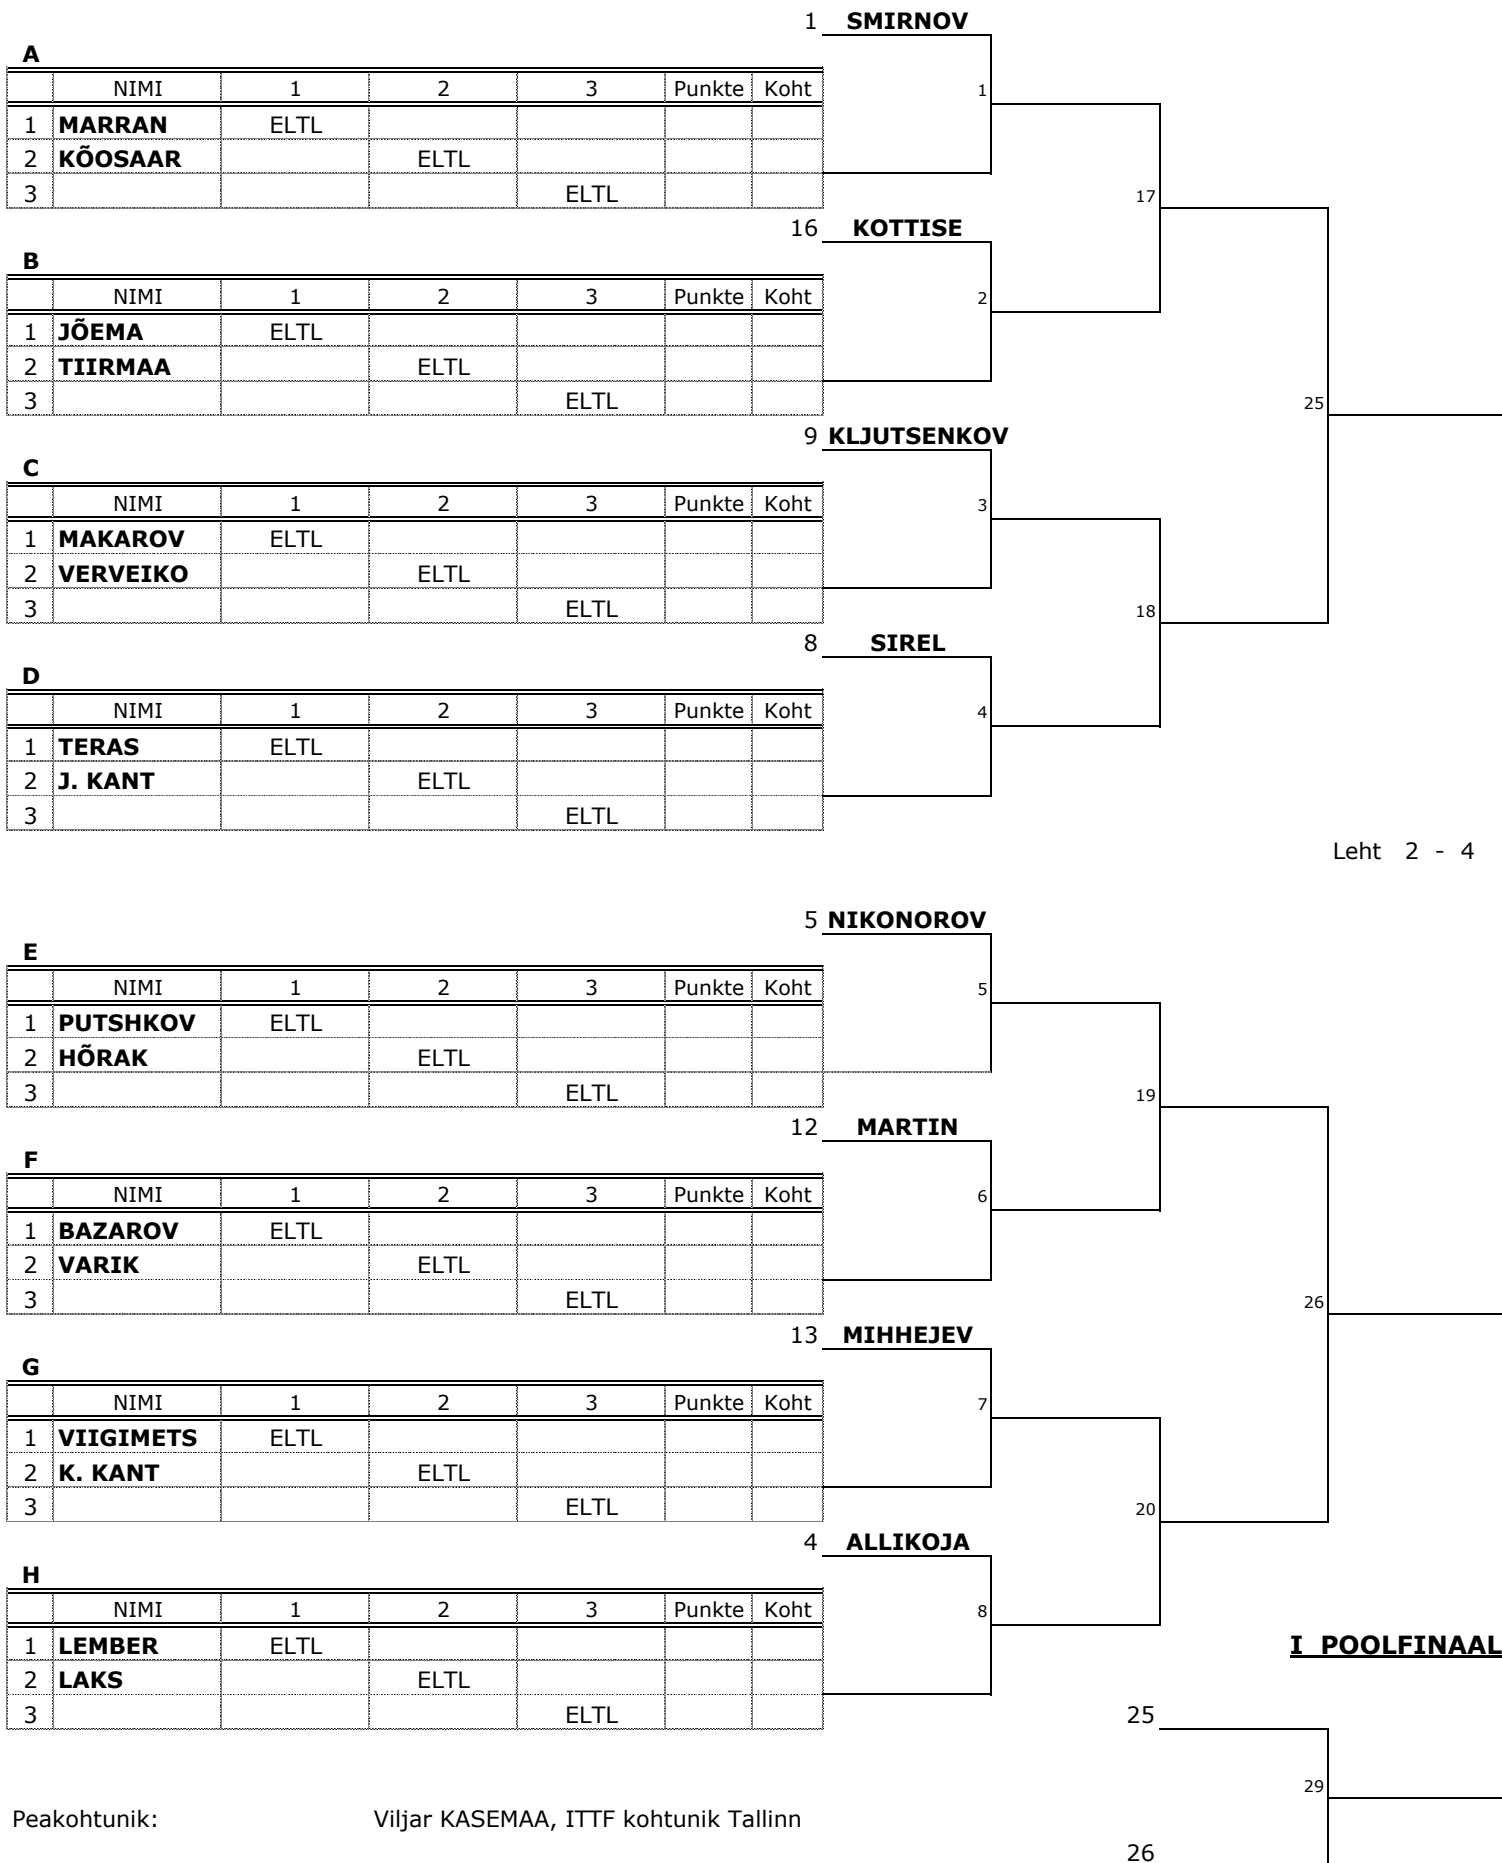 1 SMIRNOV
A
NIMI 1 2 3 Punkte Koht
1
1 MARRAN ELTL
2 KÕOSAAR ELTL
3 ELTL
17
16 KOTTISE
B
NIMI 1 2 3 Punkte Koht
2
1 JÕEMA ELTL
2 TIIRMAA ELTL
3 ELTL
25
9 KLJUTSENKOV
C
NIMI 1 2 3 Punkte Koht
3
1 MAKAROV ELTL
2 VERVEIKO ELTL
3 ELTL
18
8 SIREL
D
NIMI 1 2 3 Punkte Koht
4
1 TERAS ELTL
2 J. KANT ELTL
3 ELTL
Leht 2 - 4
5 NIKONOROV
E
NIMI 1 2 3 Punkte Koht
5
1 PUTSHKOV ELTL
2 HÕRAK ELTL
3 ELTL
19
12 MARTIN
F
NIMI 1 2 3 Punkte Koht
6
1 BAZAROV ELTL
2 VARIK ELTL
3 ELTL
26
13 MIHHEJEV
G
NIMI 1 2 3 Punkte Koht
7
1 VIIGIMETS ELTL
2 K. KANT ELTL
3 ELTL
20
4 ALLIKOJA
H
NIMI 1 2 3 Punkte Koht
8
1 LEMBER ELTL
I POOLFINAAL
2 LAKS ELTL
3 ELTL
25
29
Peakohtunik: Viljar KASEMAA, ITTF kohtunik Tallinn
26